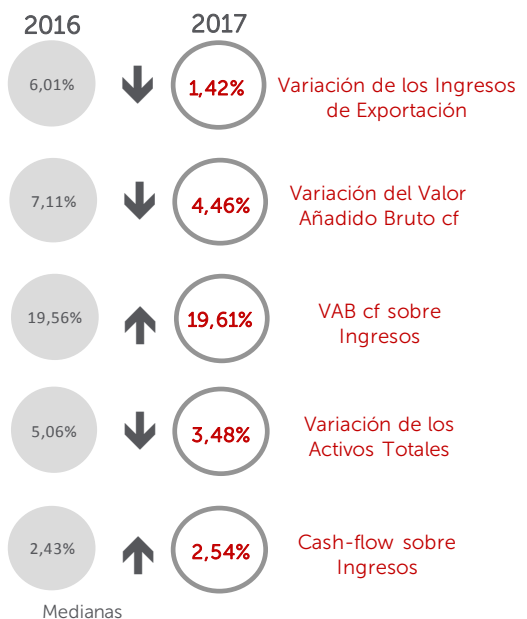 2016 2017
6,01% 1,42% Variación de los Ingresos
de Exportación
7,11% 4,46% Variación del Valor
Añadido Bruto cf
19,56% 19,61% VAB cf sobre
Ingresos
5,06% 3,48% Variación de los
Activos Totales
2,43% 2,54% Cash-flow sobre
Ingresos
Medianas